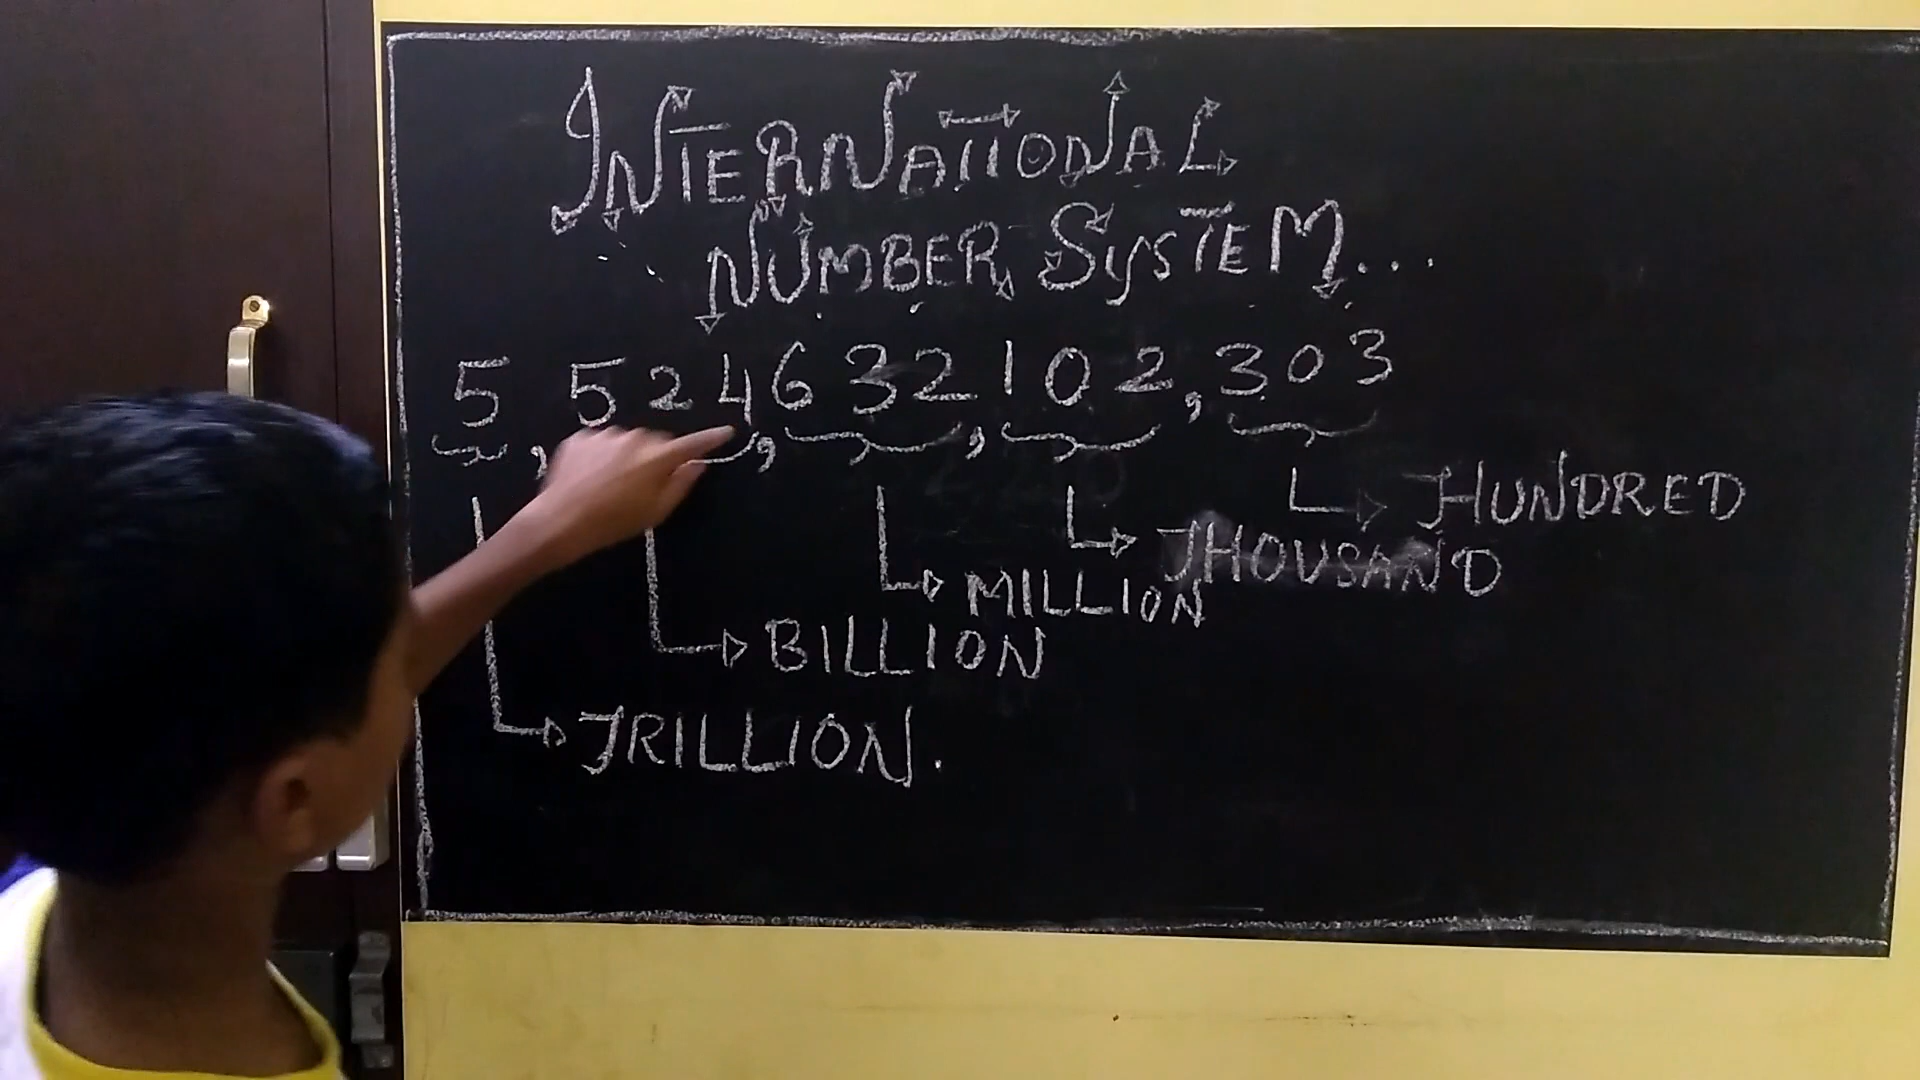 INTERNATIONAL
NUMBER SYSTEM...
5, 524, 632, 102, 303
HUNDRED
THOUSAND
MILLION
BILLION
TRILLION.